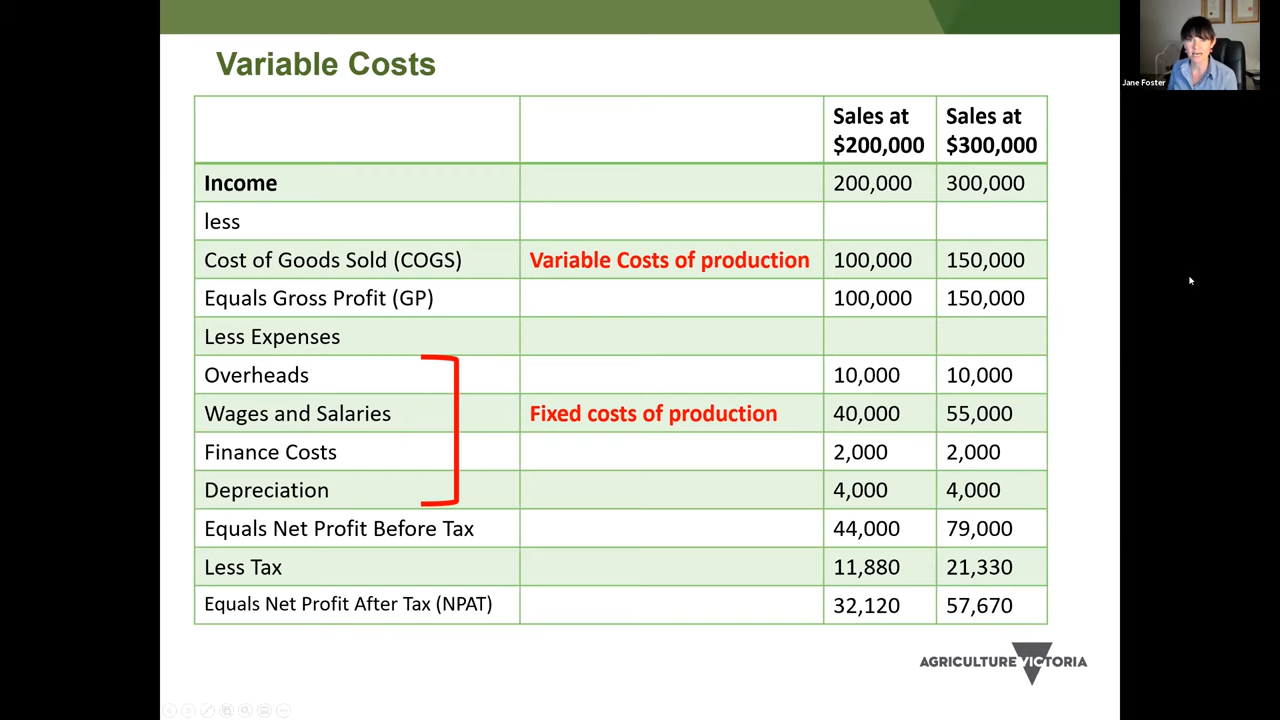 Variable Costs
Jane Foster
Sales at Sales at
$200,000 $300,000
Income 200,000 300,000
less
Cost of Goods Sold (COGS) Variable Costs of production 100,000 150,000
Equals Gross Profit (GP) 100,000 150,000
Less Expenses
Overheads 10,000 10,000
Wages and Salaries Fixed costs of production 40,000 55,000
Finance Costs 2,000 2,000
Depreciation 4,000 4,000
Equals Net Profit Before Tax 44,000 79,000
Less Tax 11,880 21,330
Equals Net Profit After Tax (NPAT) 32,120 57,670
AGRICULTURE VICTORIA